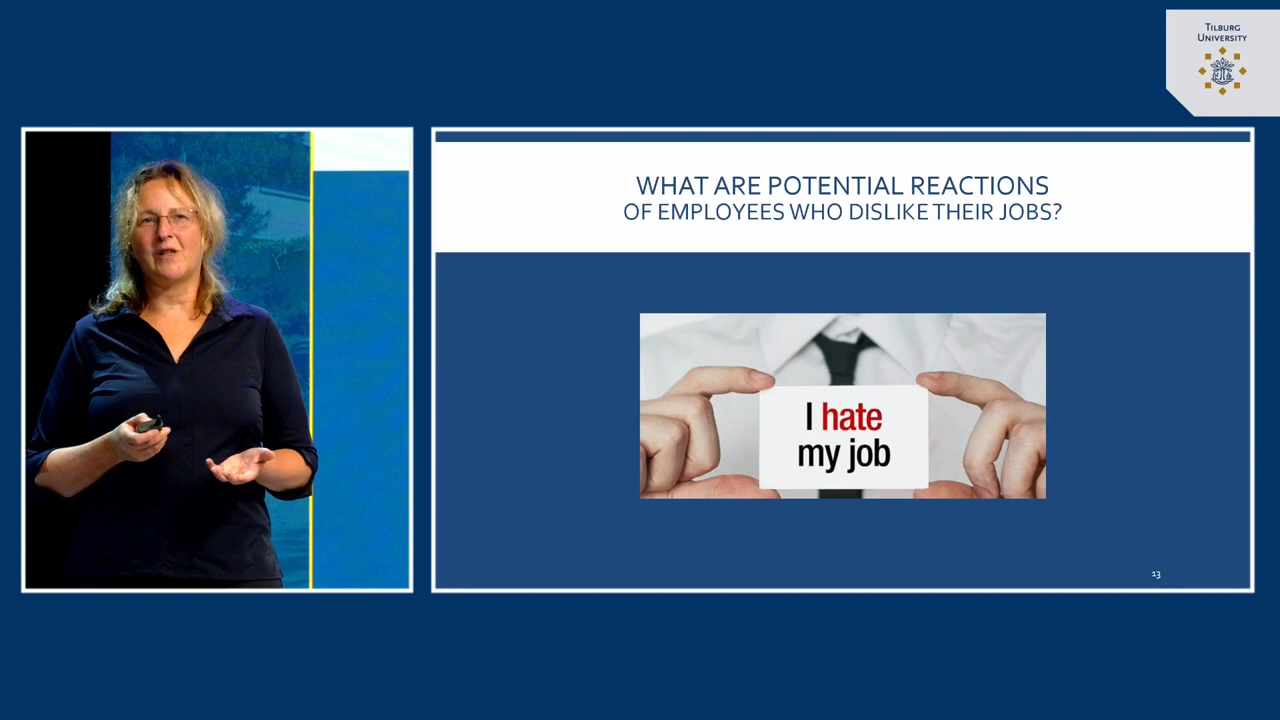 TILBURG
UNIVERSITY
WHAT ARE POTENTIAL REACTIONS
OF EMPLOYEES WHO DISLIKE THEIR JOBS?
I hate
my job
13